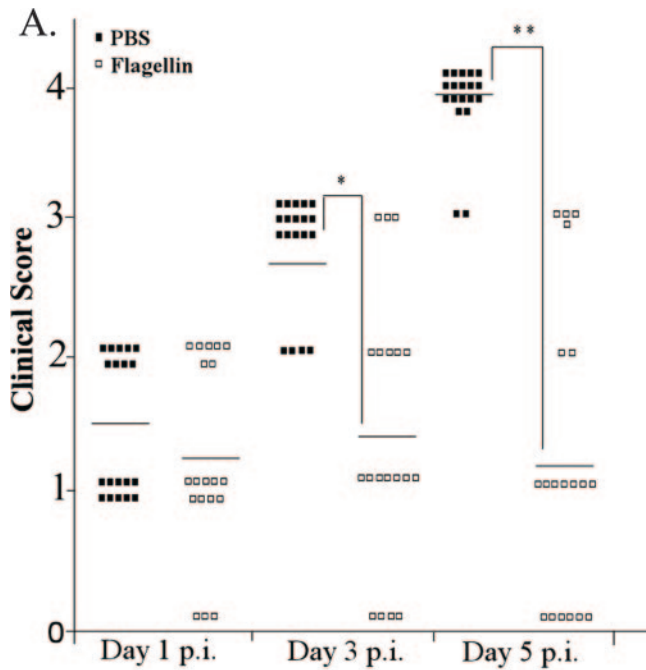 A.
PBS
Flagellin
**
4
*
3
Clinical Score
2
1
0
Day 1 p.i.
Day 3 p.i.
Day 5 p.i.